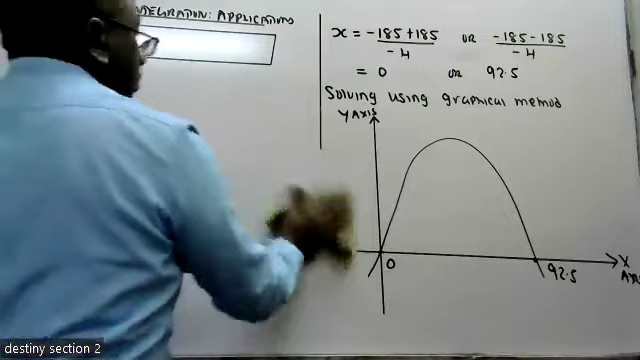 INTEGRATION: APPLICATIONS
x = -185+185 / -4 or -185-185 / -4
= 0 or 92.5
Solving using graphical method
Y AXIS
0
92.5
X
AXIS
destiny section 2